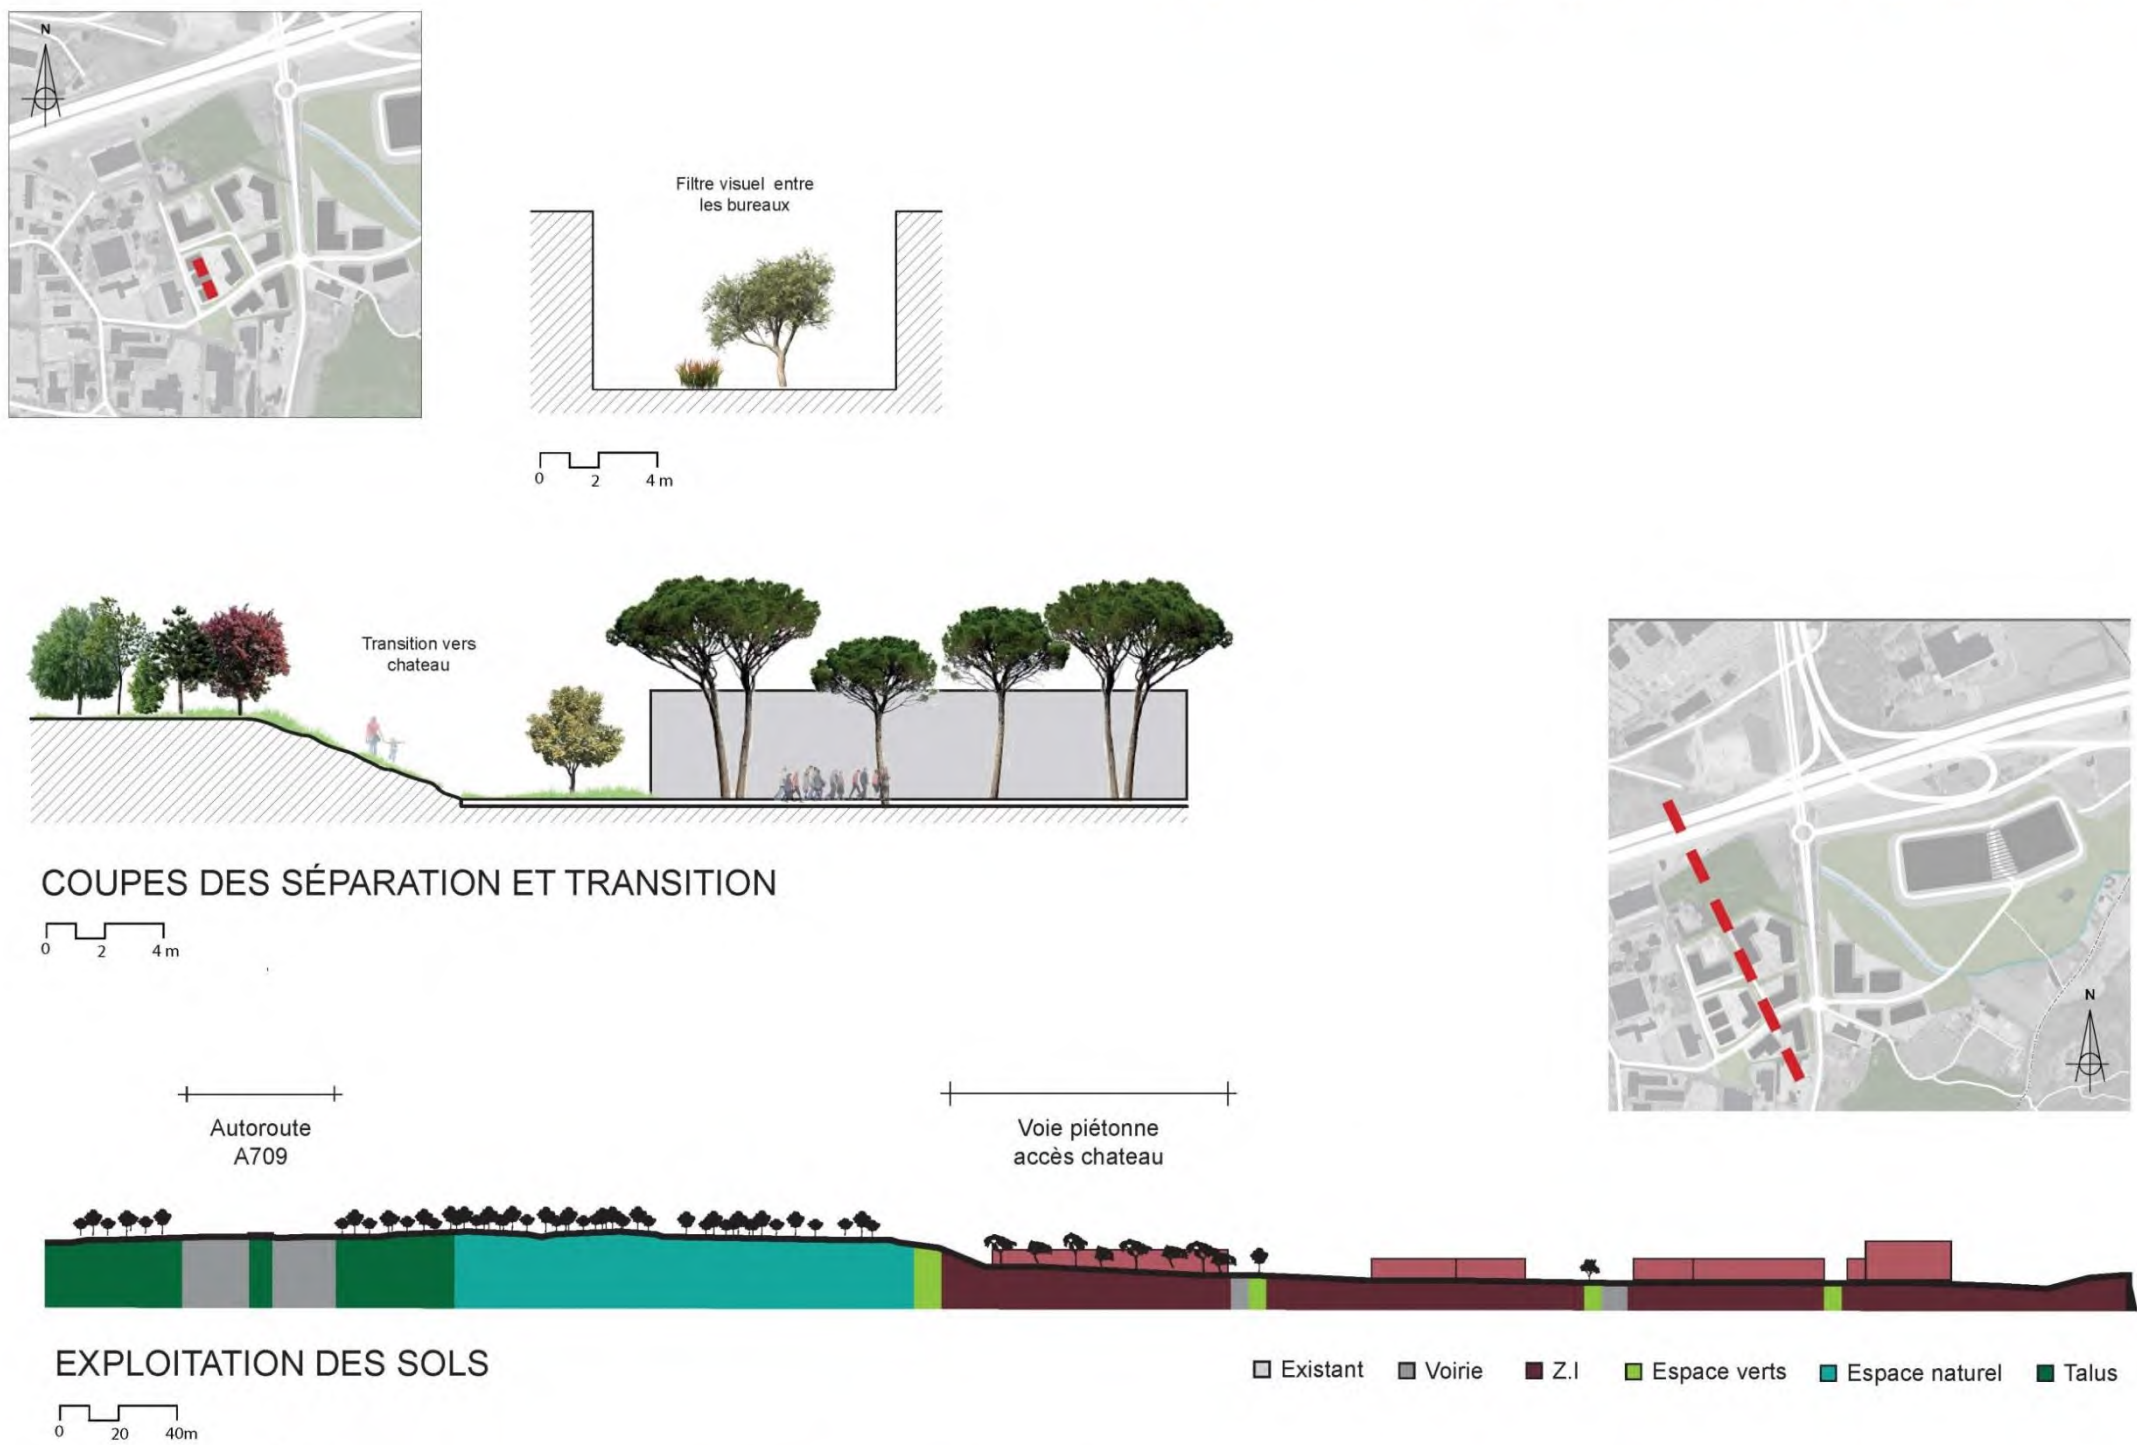 N
Filtre visuel entre
les bureaux
0 2 4 m
Transition vers
chateau
COUPES DES SÉPARATION ET TRANSITION
0 2 4 m
N
Autoroute
A709
Voie piétonne
accès chateau
EXPLOITATION DES SOLS
0 20 40m
Existant Voirie Z.I Espace verts Espace naturel Talus